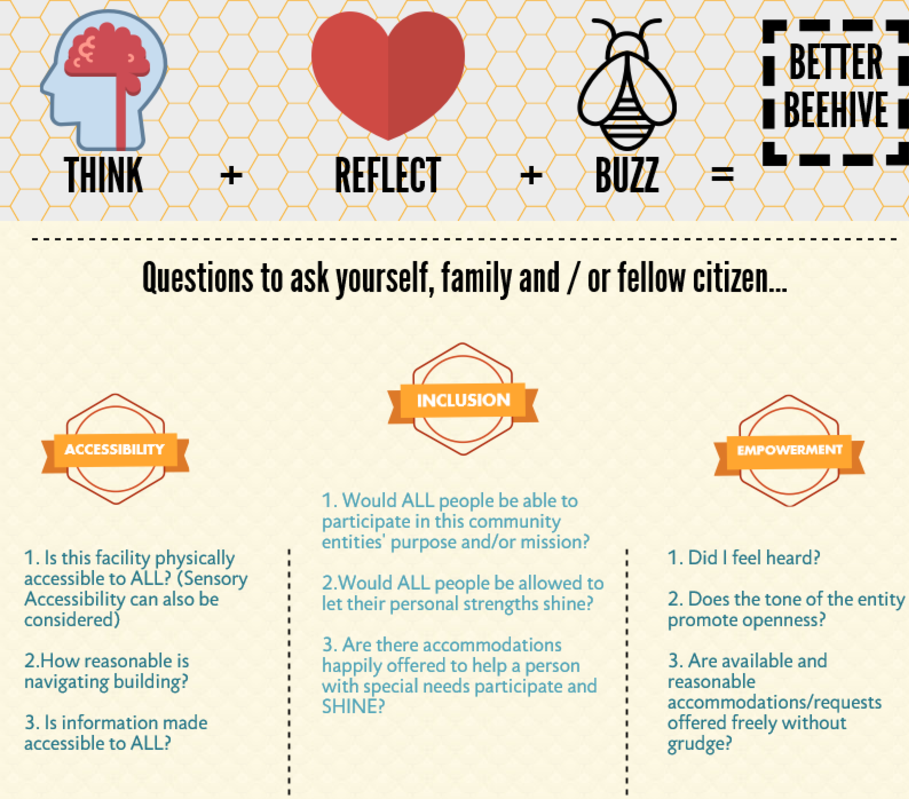 BETTER
BEEHIVE
THINK + REFLECT + BUZZ =
Questions to ask yourself, family and / or fellow citizen...
ACCESSIBILITY
1. Is this facility physically
accessible to ALL? (Sensory
Accessibility can also be
considered)
2.How reasonable is
navigating building?
3. Is information made
accessible to ALL?
INCLUSION
1. Would ALL people be able to
participate in this community
entities' purpose and/or mission?
2.Would ALL people be allowed to
let their personal strengths shine?
3. Are there accommodations
happily offered to help a person
with special needs participate and
SHINE?
EMPOWERMENT
1. Did I feel heard?
2. Does the tone of the entity
promote openness?
3. Are available and
reasonable
accommodations/requests
offered freely without
grudge?